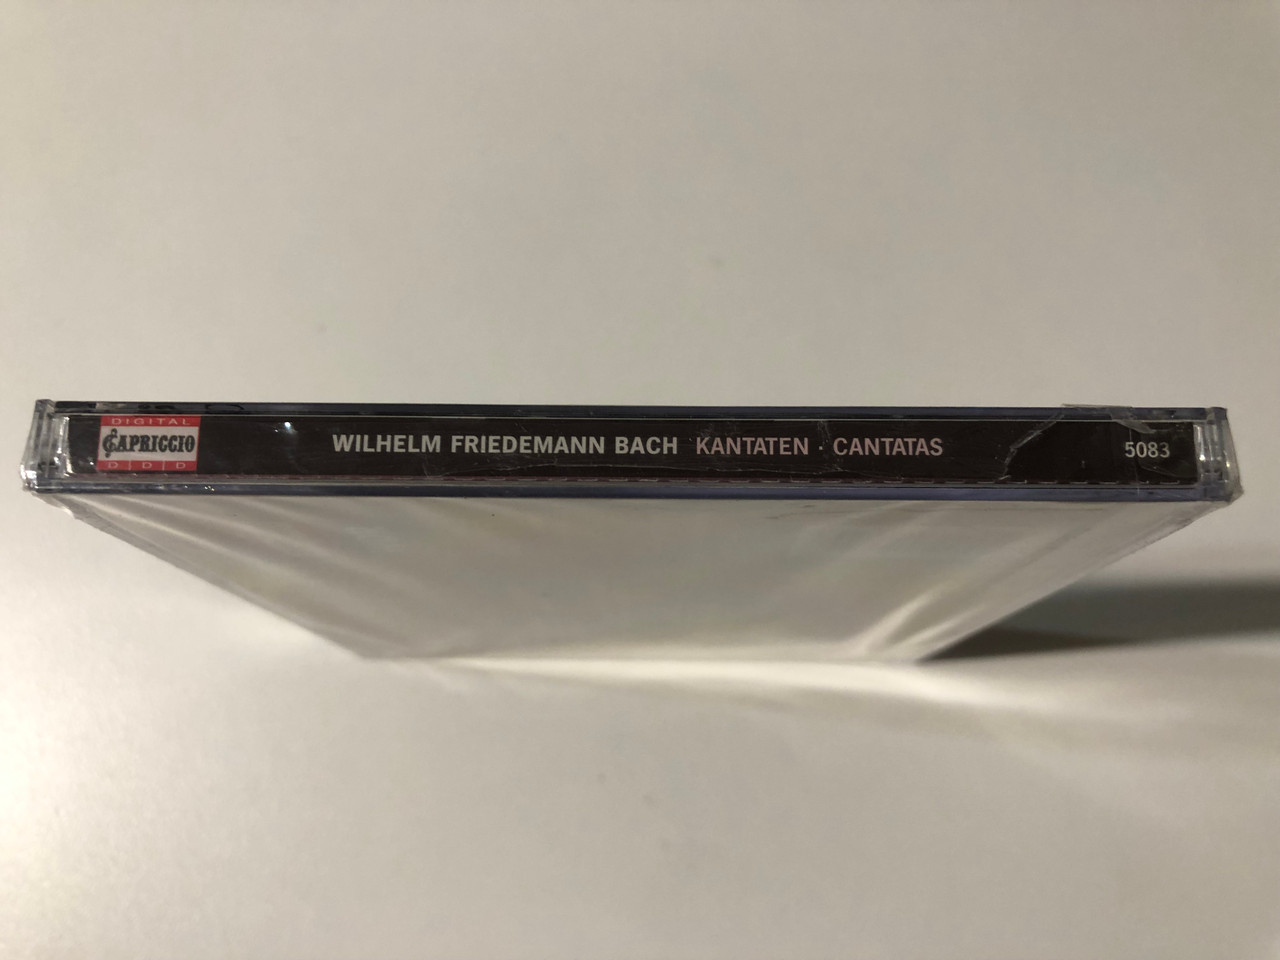 DIGITAL
CAPRICCIO
D D D
WILHELM FRIEDEMANN BACH KANTATEN · CANTATAS
5083